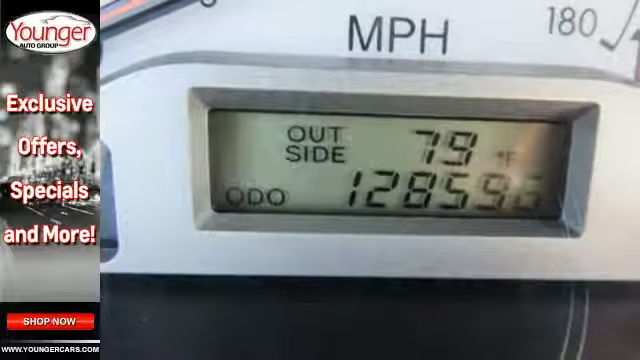 Younger
AUTO GROUP
Exclusive
Offers,
Specials
and More!
SHOP NOW
WWW.YOUNGERCARS.COM
MPH
180
OUT
SIDE 79 °F
ODO 128596